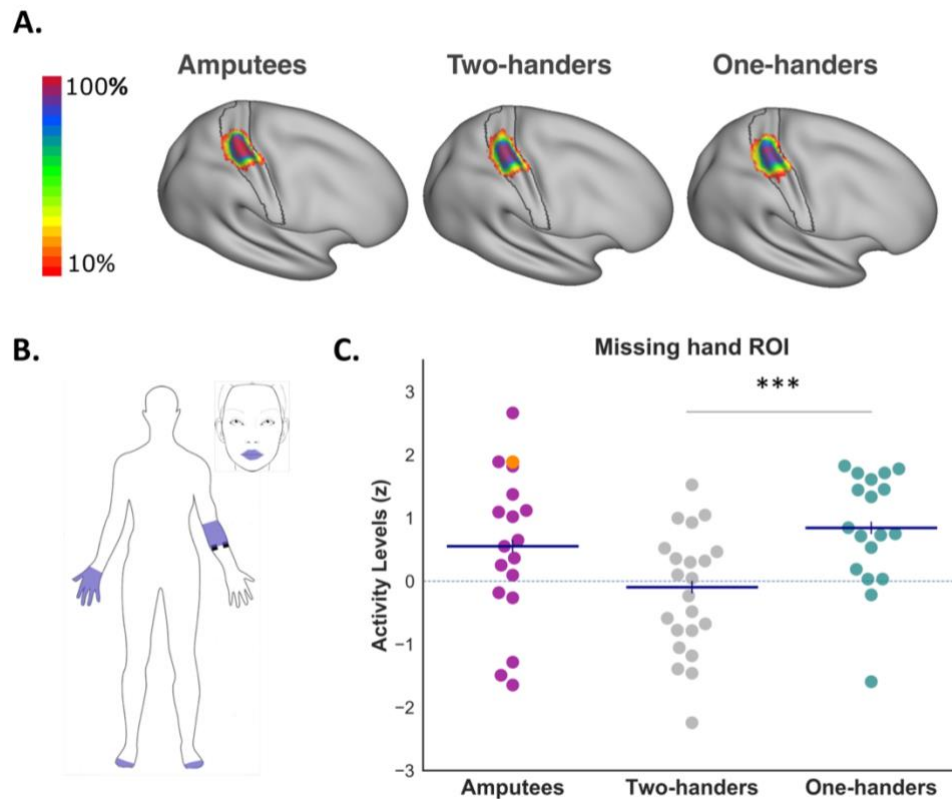 A.
Amputees Two-handers One-handers
100%
10%
B.
C.
Missing hand ROI
***
Activity Levels (z)
3
2
1
0
−1
−2
−3
Amputees Two-handers One-handers